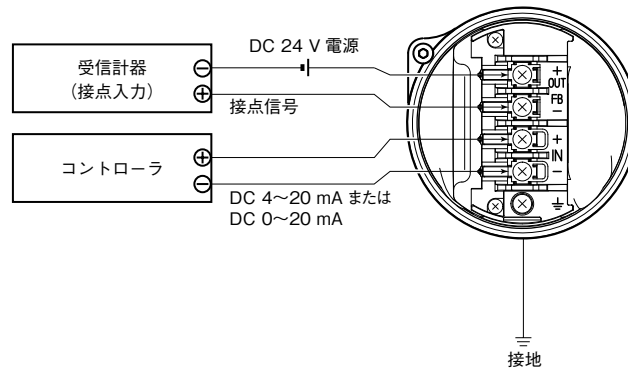 DC 24 V 電源
受信計器
(接点入力)
接点信号
コントローラ
DC 4〜20 mA または
DC 0〜20 mA
+
OUT
FB
−
+
IN
−
接地